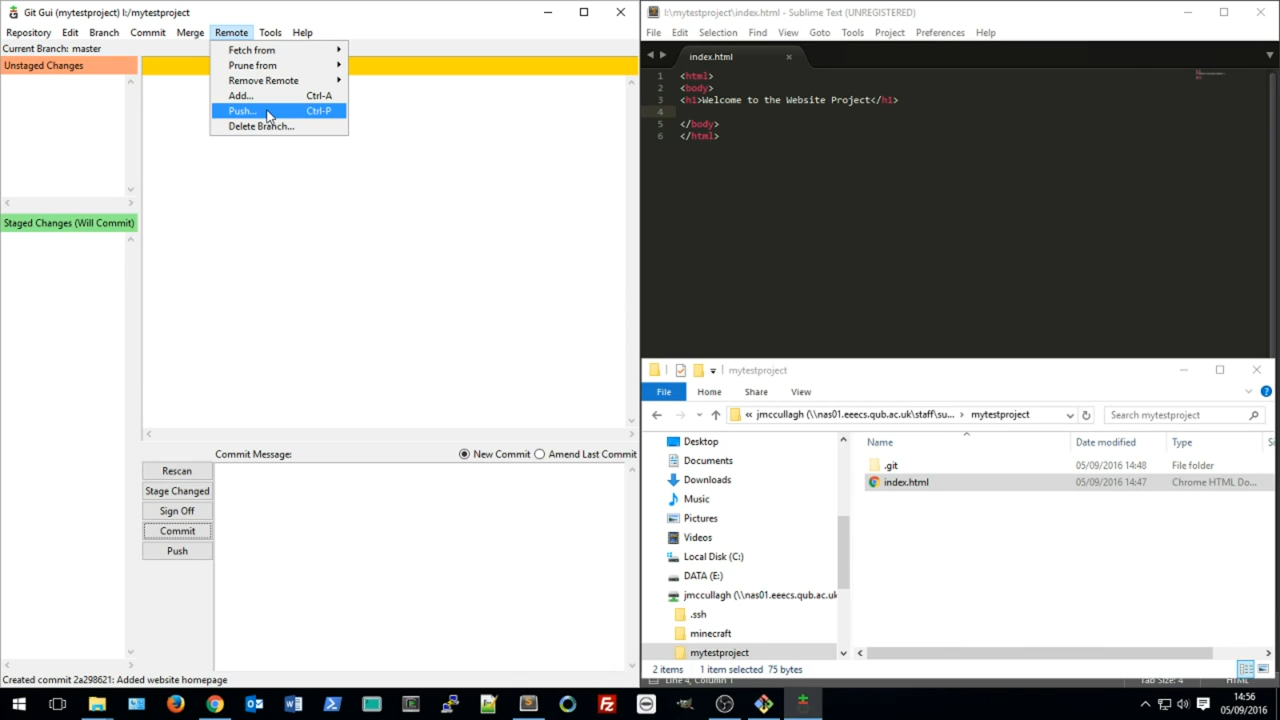 Git Gui (mytestproject) I:/mytestproject
Repository Edit Branch Commit Merge Remote Tools Help
Current Branch: master
Unstaged Changes
Fetch from
Prune from
Remove Remote
Add... Ctrl-A
Push... Ctrl-P
Delete Branch...
Staged Changes (Will Commit)
Commit Message: New Commit Amend Last Commit
Rescan
Stage Changed
Sign Off
Commit
Push
Created commit 2a298621: Added website homepage
I:\mytestproject\index.html - Sublime Text (UNREGISTERED)
File Edit Selection Find View Goto Tools Project Preferences Help
index.html
1 <html>
2 <body>
3 <h1>Welcome to the Website Project</h1>
4
5 </body>
6 </html>
mytestproject
File Home Share View
« jmccullagh (\\nas01.eeecs.qub.ac.uk\staff\su... › mytestproject
Search mytestproject
Desktop
Documents
Downloads
Music
Pictures
Videos
Local Disk (C:)
DATA (E:)
jmccullagh (\\nas01.eeecs.qub.ac.uk
.ssh
minecraft
mytestproject
Name Date modified Type
.git 05/09/2016 14:48 File folder
index.html 05/09/2016 14:47 Chrome HTML Do...
2 items 1 item selected 75 bytes
Line 4, Column 1 Tab Size: 4 HTML
14:56
05/09/2016